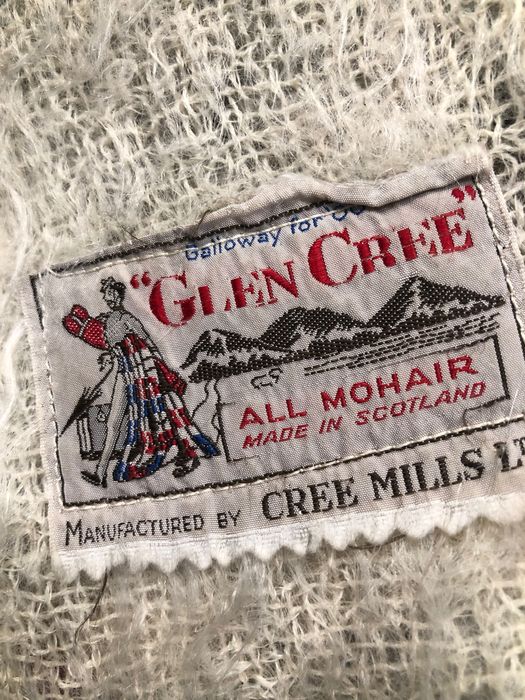 Galloway for
"GLEN CREE"
ALL MOHAIR
MADE IN SCOTLAND
MANUFACTURED BY CREE MILLS